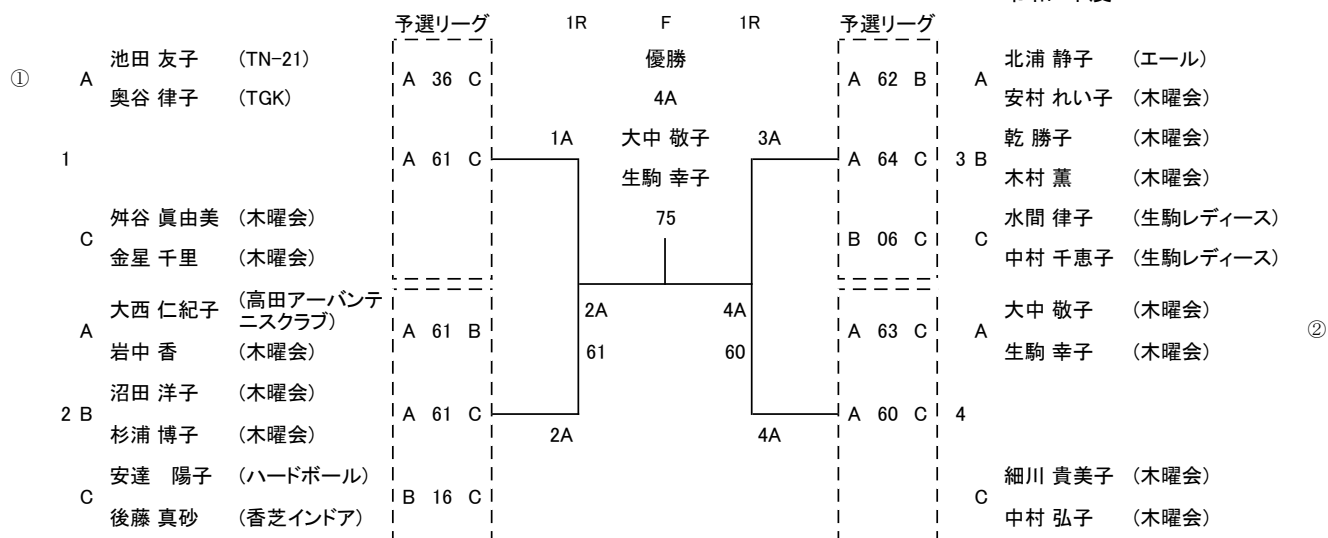 予選リーグ 1R F 1R 予選リーグ
① A 池田 友子 (TN-21)
奥谷 律子 (TGK)
A 36 C
1
A 61 C
C 舛谷 眞由美 (木曜会)
金星 千里 (木曜会)
A 大西 仁紀子 (高田アーバンテ
ニスクラブ)
岩中 香 (木曜会)
A 61 B
2 B 沼田 洋子 (木曜会)
杉浦 博子 (木曜会)
A 61 C
C 安達 陽子 (ハードボール)
後藤 真砂 (香芝インドア)
B 16 C
1A
2A
2A
61
優勝
4A
大中 敬子
生駒 幸子
75
3A
4A
60
4A
A 62 B
A 北浦 静子 (エール)
安村 れい子 (木曜会)
A 64 C
3 B 乾 勝子 (木曜会)
木村 薫 (木曜会)
B 06 C
C 水間 律子 (生駒レディース)
中村 千恵子 (生駒レディース)
A 63 C
A 大中 敬子 (木曜会)
生駒 幸子 (木曜会)
②
A 60 C
4
C 細川 貴美子 (木曜会)
中村 弘子 (木曜会)